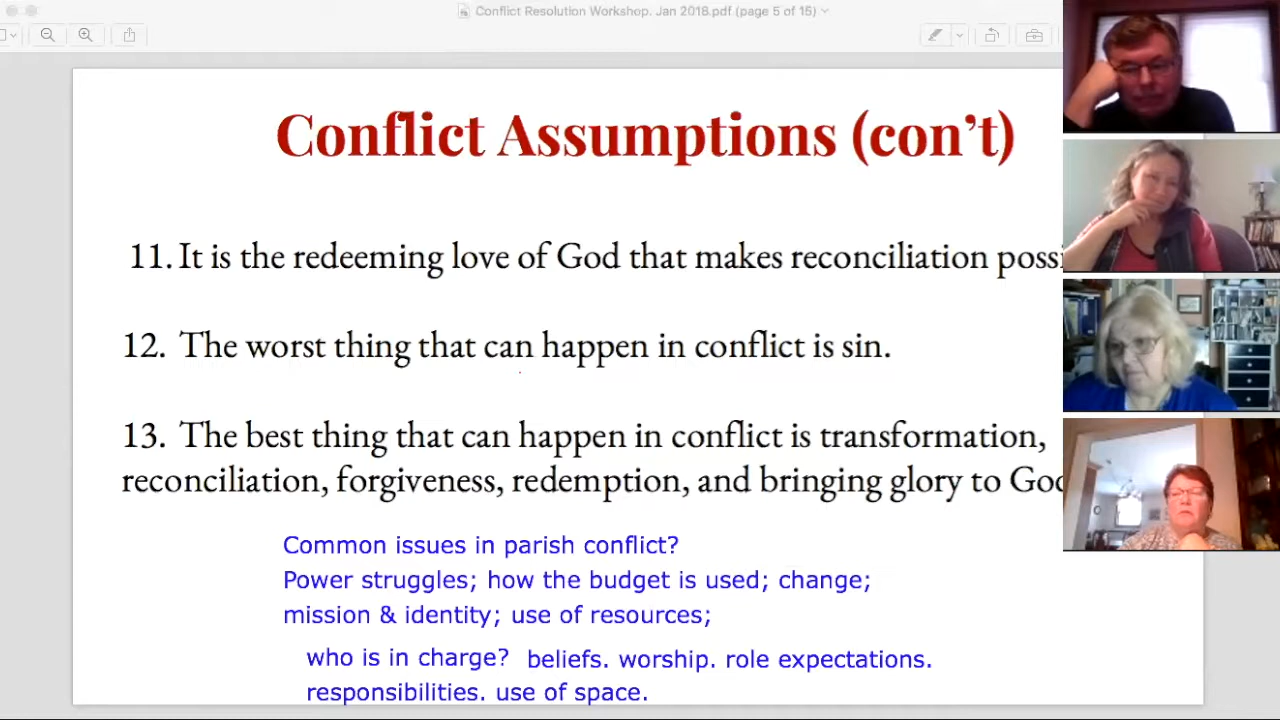 Conflict Resolution Workshop. Jan 2018.pdf (page 5 of 15)
Conflict Assumptions (con’t)
11. It is the redeeming love of God that makes reconciliation
12. The worst thing that can happen in conflict is sin.
13. The best thing that can happen in conflict is transformation,
reconciliation, forgiveness, redemption, and bringing glory to
Common issues in parish conflict?
Power struggles; how the budget is used; change;
mission & identity; use of resources;
who is in charge? beliefs. worship. role expectations.
responsibilities. use of space.